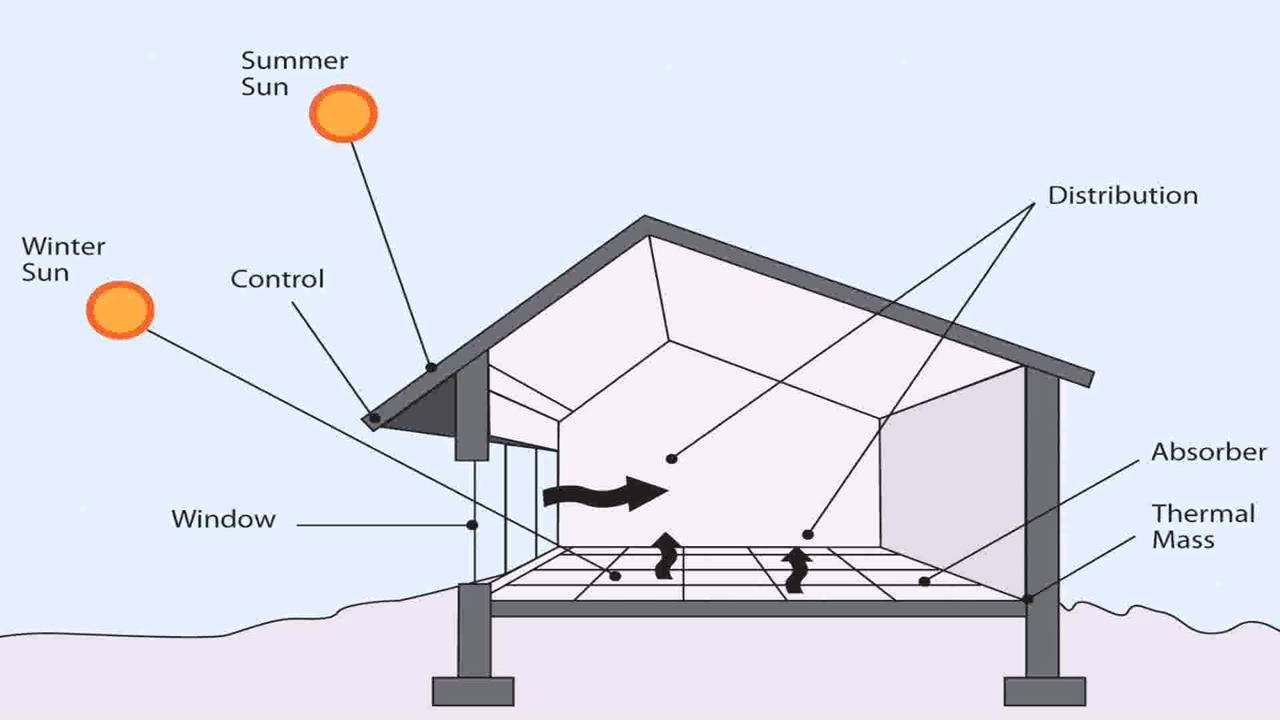 Summer
Sun
Distribution
Winter
Sun
Control
Absorber
Thermal
Mass
Window